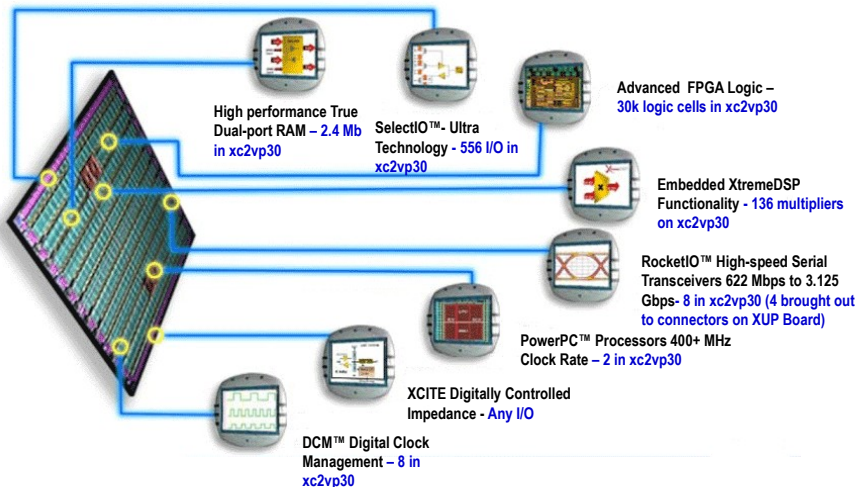 High performance True
Dual-port RAM – 2.4 Mb
in xc2vp30
SelectIO™- Ultra
Technology - 556 I/O in
xc2vp30
Advanced FPGA Logic –
30k logic cells in xc2vp30
Embedded XtremeDSP
Functionality - 136 multipliers
on xc2vp30
RocketIO™ High-speed Serial
Transceivers 622 Mbps to 3.125
Gbps- 8 in xc2vp30 (4 brought out
to connectors on XUP Board)
PowerPC™ Processors 400+ MHz
Clock Rate – 2 in xc2vp30
XCITE Digitally Controlled
Impedance - Any I/O
DCM™ Digital Clock
Management – 8 in
xc2vp30